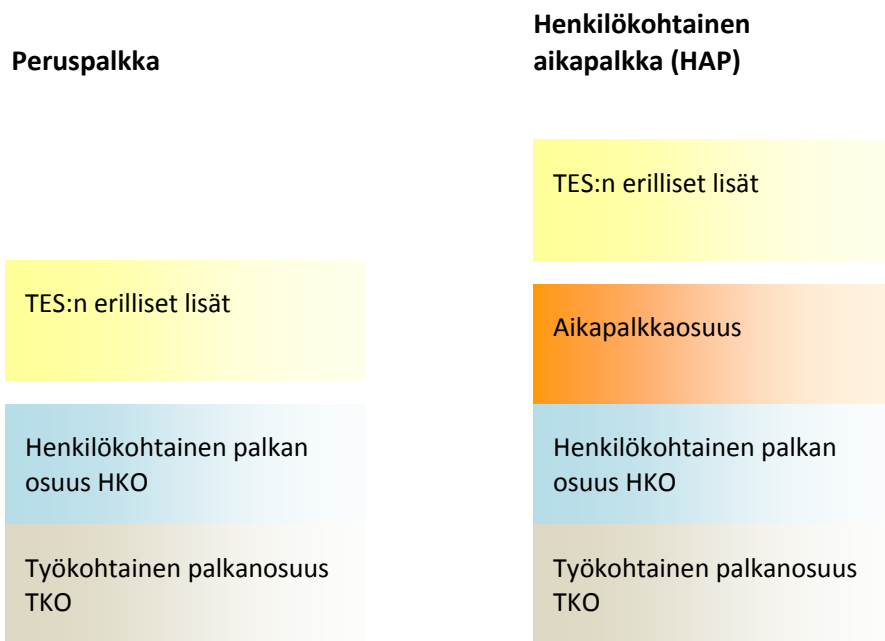 Peruspalkka
TES:n erilliset lisät
Henkilökohtainen palkan
osuus HKO
Työkohtainen palkanosuus
TKO
Henkilökohtainen
aikapalkka (HAP)
TES:n erilliset lisät
Aikapalkkaosuus
Henkilökohtainen palkan
osuus HKO
Työkohtainen palkanosuus
TKO